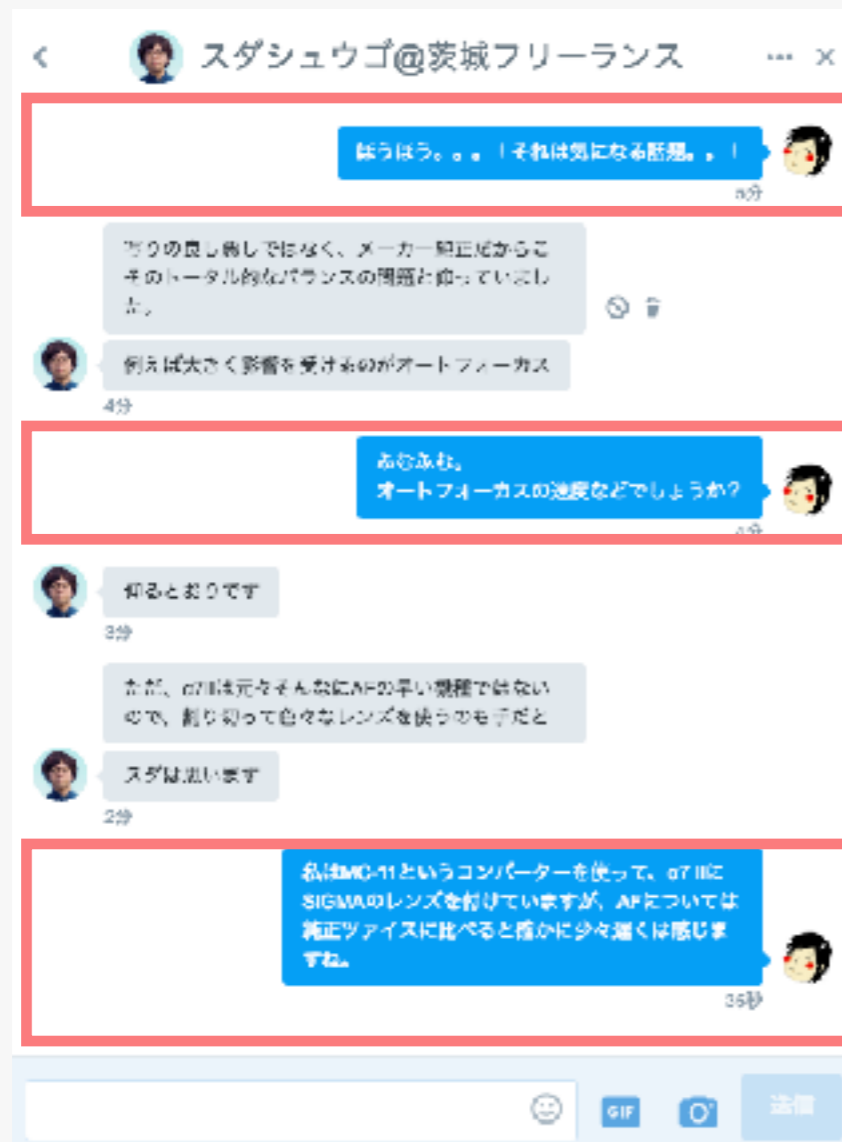 スダシュウゴ@茨城フリーランス
ほうほう。。。！それは気になる話題。。！
5分
写りの良し悪しではなく、メーカー純正だからこ
そのトータル的なバランスの問題と仰っていまし
た。
例えば大きく影響を受けるのがオートフォーカス
4分
ふむふむ。
オートフォーカスの速度などでしょうか？
4分
仰るとおりです
3分
ただ、α7IIは元々そんなにAFの早い機種ではない
ので、割り切って色々なレンズを使うのも手だと
スダは思います
2分
私はMC-11というコンバーターを使って、α7 IIに
SIGMAのレンズを付けていますが、AFについては
純正ツァイスに比べると確かに少々遅くは感じま
すね。
36秒
GIF
送信